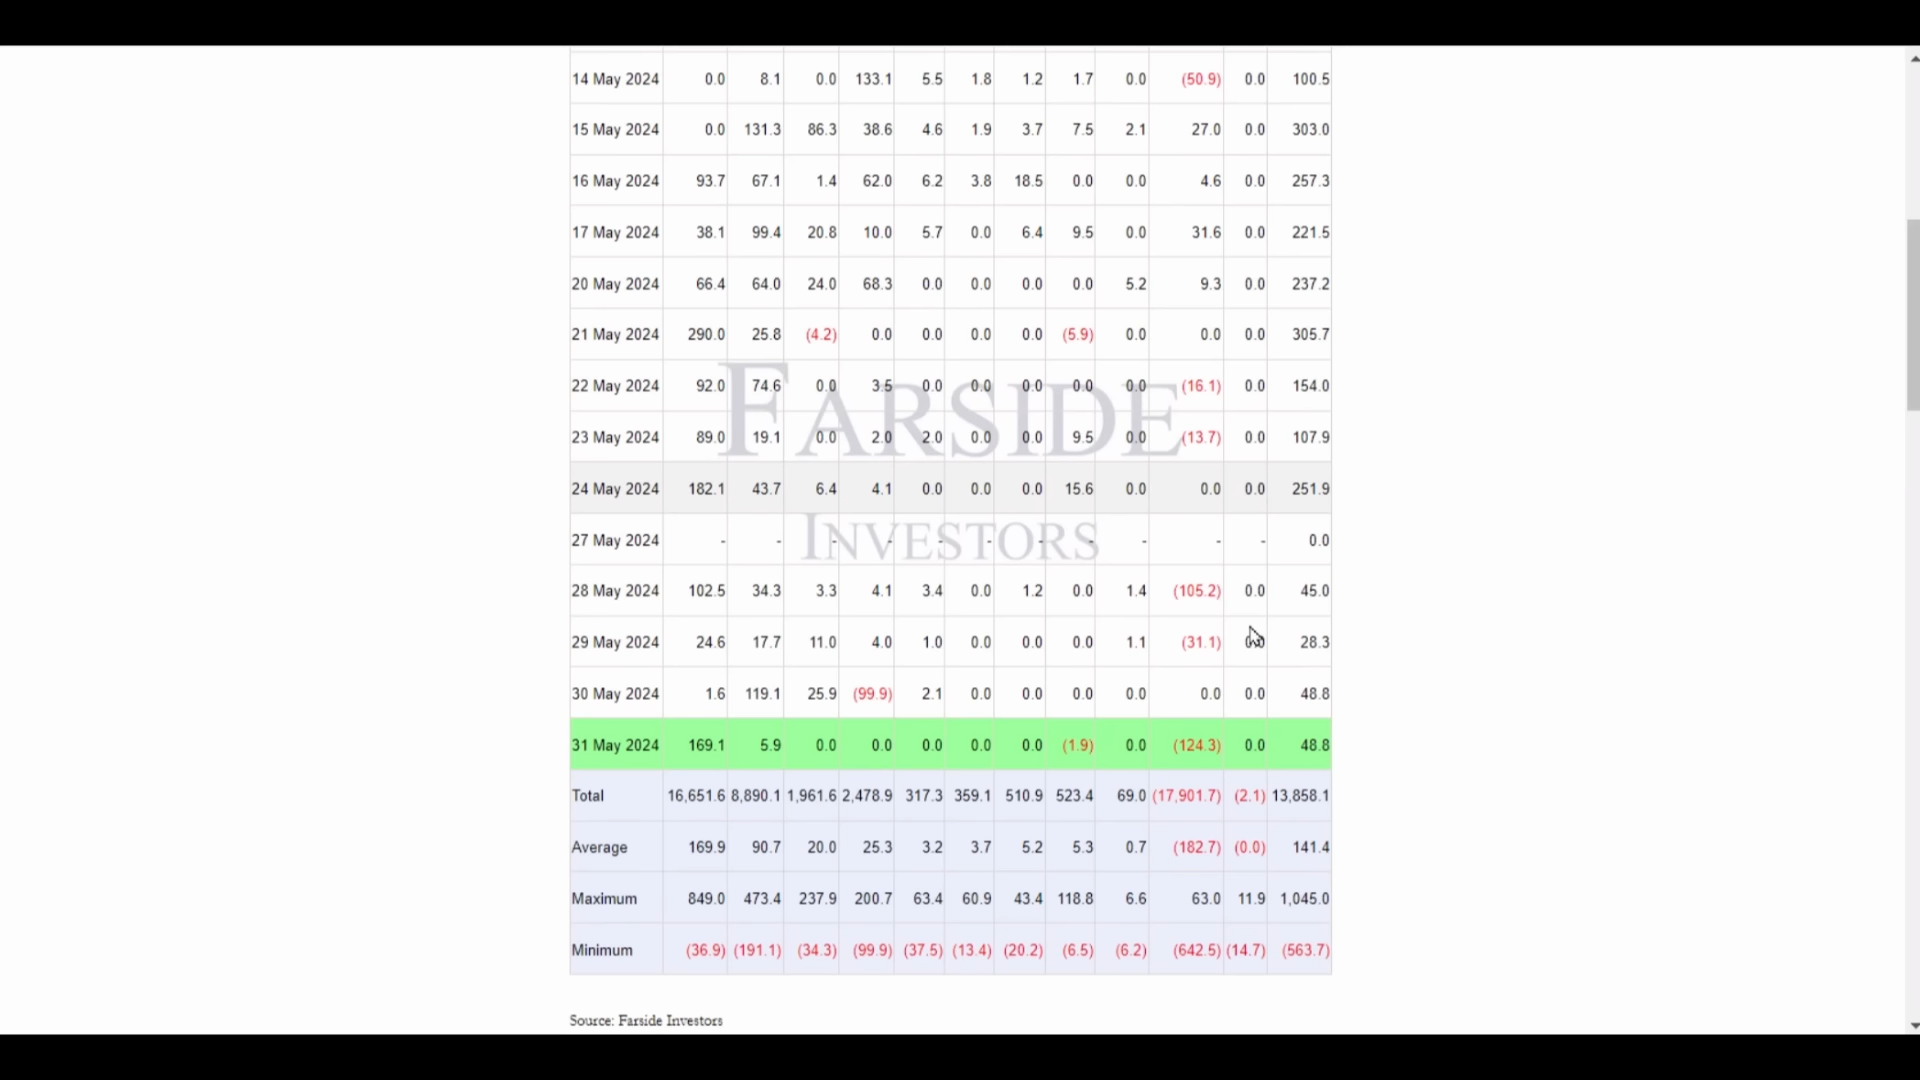 14 May 2024 0.0 8.1 0.0 133.1 5.5 1.8 1.2 1.7 0.0 (50.9) 0.0 100.5
15 May 2024 0.0 131.3 86.3 38.6 4.6 1.9 3.7 7.5 2.1 27.0 0.0 303.0
16 May 2024 93.7 67.1 1.4 62.0 6.2 3.8 18.5 0.0 0.0 4.6 0.0 257.3
17 May 2024 38.1 99.4 20.8 10.0 5.7 0.0 6.4 9.5 0.0 31.6 0.0 221.5
20 May 2024 66.4 64.0 24.0 68.3 0.0 0.0 0.0 0.0 5.2 9.3 0.0 237.2
21 May 2024 290.0 25.8 (4.2) 0.0 0.0 0.0 0.0 (5.9) 0.0 0.0 0.0 305.7
22 May 2024 92.0 74.6 0.0 3.5 0.0 0.0 0.0 0.0 0.0 (16.1) 0.0 154.0
FARSIDE
23 May 2024 89.0 19.1 0.0 2.0 2.0 0.0 0.0 9.5 0.0 (13.7) 0.0 107.9
24 May 2024 182.1 43.7 6.4 4.1 0.0 0.0 0.0 15.6 0.0 0.0 0.0 251.9
27 May 2024 - - - - - - - - - - - 0.0
INVESTORS
28 May 2024 102.5 34.3 3.3 4.1 3.4 0.0 1.2 0.0 1.4 (105.2) 0.0 45.0
29 May 2024 24.6 17.7 11.0 4.0 1.0 0.0 0.0 0.0 1.1 (31.1) 0.0 28.3
30 May 2024 1.6 119.1 25.9 (99.9) 2.1 0.0 0.0 0.0 0.0 0.0 0.0 48.8
31 May 2024 169.1 5.9 0.0 0.0 0.0 0.0 0.0 (1.9) 0.0 (124.3) 0.0 48.8
Total 16,651.6 8,890.1 1,961.6 2,478.9 317.3 359.1 510.9 523.4 69.0 (17,901.7) (2.1) 13,858.1
Average 169.9 90.7 20.0 25.3 3.2 3.7 5.2 5.3 0.7 (182.7) (0.0) 141.4
Maximum 849.0 473.4 237.9 200.7 63.4 60.9 43.4 118.8 6.6 63.0 11.9 1,045.0
Minimum (36.9) (191.1) (34.3) (99.9) (37.5) (13.4) (20.2) (6.5) (6.2) (642.5) (14.7) (563.7)
Source: Farside Investors